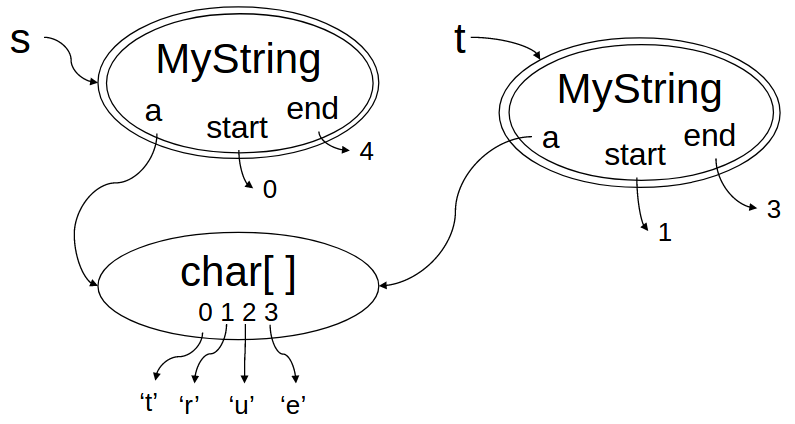 s
MyString
a start end
0
4
t
MyString
a start end
1
3
char[ ]
0 1 2 3
‘t’ ‘r’ ‘u’ ‘e’